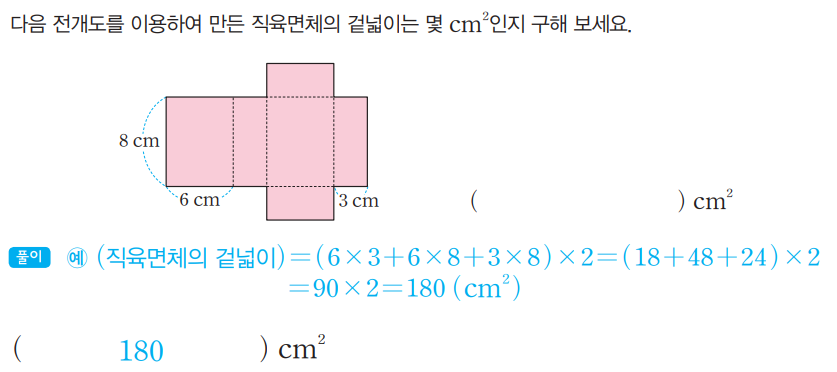 다음 전개도를 이용하여 만든 직육면체의 겉넓이는 몇 cm²인지 구해 보세요.
8 cm
6 cm
3 cm
( ) cm²
풀이 예 (직육면체의 겉넓이)=(6×3+6×8+3×8)×2=(18+48+24)×2
=90×2=180 (cm²)
( 180 ) cm²